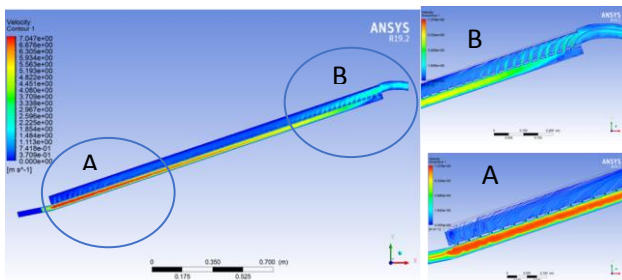 Velocity
Contour 1
7.047e+00
6.676e+00
6.305e+00
5.934e+00
5.563e+00
5.193e+00
4.822e+00
4.451e+00
4.080e+00
3.709e+00
3.338e+00
2.967e+00
2.596e+00
2.225e+00
1.854e+00
1.484e+00
1.113e+00
7.418e-01
3.709e-01
0.000e+00
[m s^-1]
ANSYS
R19.2
A
B
0 0.350 0.700 (m)
0.175 0.525
B
ANSYS
R19.2
A
ANSYS
R19.2